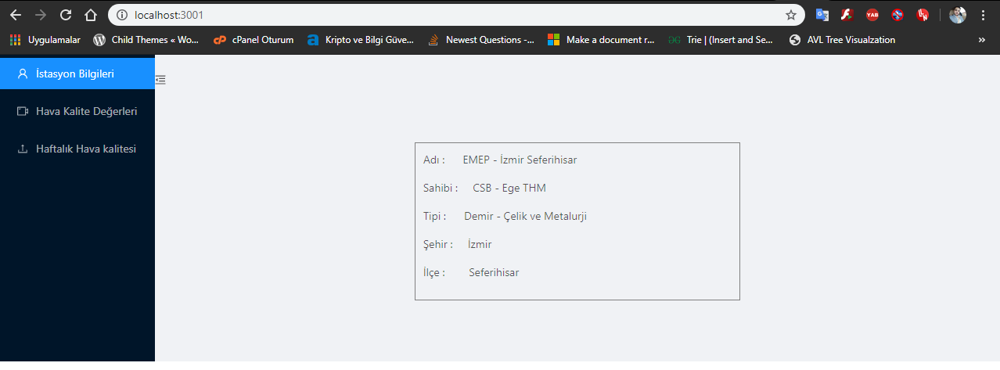 localhost:3001
Uygulamalar Child Themes « Wo... cPanel Oturum Kripto ve Bilgi Güve... Newest Questions -... Make a document r... Trie | (Insert and Se... AVL Tree Visualzation »
İstasyon Bilgileri
Hava Kalite Değerleri
Haftalık Hava kalitesi
Adı : EMEP - İzmir Seferihisar
Sahibi : CSB - Ege THM
Tipi : Demir - Çelik ve Metalurji
Şehir : İzmir
İlçe : Seferihisar